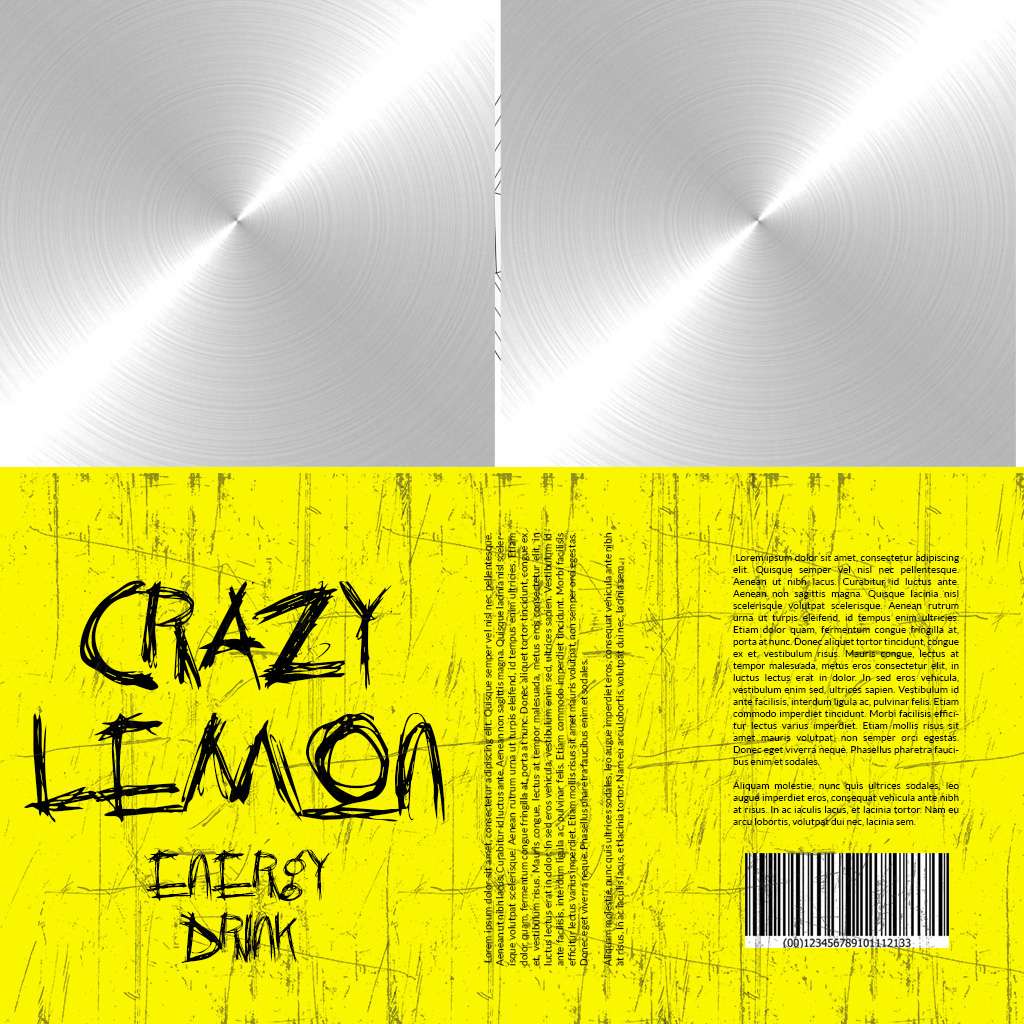 CRAZY
LEMON
ENERGY
DRINK
Lorem ipsum dolor sit amet, consectetur adipiscing elit. Quisque semper vel nisl nec pellentesque.
Aenean ut nibh lacus. Curabitur id luctus ante. Aenean non sagittis magna. Quisque lacinia nisl sceler-
isque volutpat scelerisque. Aenean rutrum urna ut turpis eleifend, id tempus enim ultricies. Etiam
dolor quam, fermentum congue fringilla at, porta at nunc. Donec aliquet tortor tincidunt, congue ex
et, vestibulum risus. Mauris congue, lectus at tempor malesuada, metus eros consectetur elit, in
luctus lectus erat in dolor. In sed eros vehicula, vestibulum enim sed, ultrices sapien. Vestibulum id
ante facilisis, interdum ligula ac, pulvinar felis. Etiam commodo imperdiet tincidunt. Morbi facilisis
efficitur lectus varius imperdiet. Etiam mollis risus sit amet mauris volutpat, non semper orci egestas.
Donec eget viverra neque. Phasellus pharetra faucibus enim et sodales.
Aliquam molestie, nunc quis ultrices sodales, leo augue imperdiet eros, consequat vehicula ante nibh
at risus. In ac iaculis lacus, et lacinia tortor. Nam eu arcu lobortis, volutpat dui nec, lacinia sem.
Lorem ipsum dolor sit amet, consectetur adipiscing
elit. Quisque semper vel nisl nec pellentesque.
Aenean ut nibh lacus. Curabitur id luctus ante.
Aenean non sagittis magna. Quisque lacinia nisl
scelerisque volutpat scelerisque. Aenean rutrum
urna ut turpis eleifend, id tempus enim ultricies.
Etiam dolor quam, fermentum congue fringilla at,
porta at nunc. Donec aliquet tortor tincidunt, congue
ex et, vestibulum risus. Mauris congue, lectus at
tempor malesuada, metus eros consectetur elit, in
luctus lectus erat in dolor. In sed eros vehicula,
vestibulum enim sed, ultrices sapien. Vestibulum id
ante facilisis, interdum ligula ac, pulvinar felis. Etiam
commodo imperdiet tincidunt. Morbi facilisis effici-
tur lectus varius imperdiet. Etiam mollis risus sit
amet mauris volutpat, non semper orci egestas.
Donec eget viverra neque. Phasellus pharetra fauci-
bus enim et sodales.
Aliquam molestie, nunc quis ultrices sodales, leo
augue imperdiet eros, consequat vehicula ante nibh
at risus. In ac iaculis lacus, et lacinia tortor. Nam eu
arcu lobortis, volutpat dui nec, lacinia sem.
(00)123456789101112133